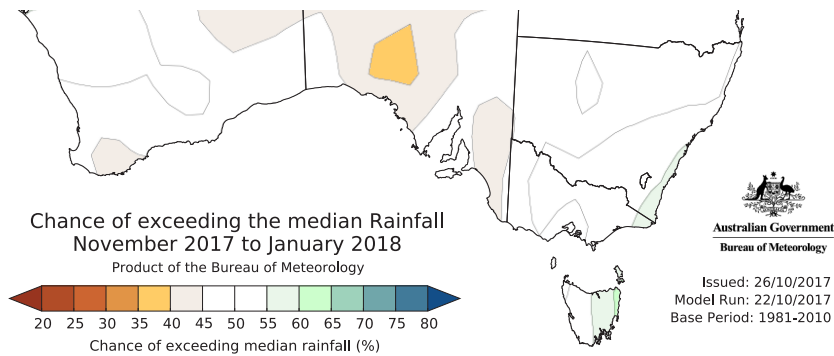 Chance of exceeding the median Rainfall
November 2017 to January 2018
Product of the Bureau of Meteorology
20 25 30 35 40 45 50 55 60 65 70 75 80
Chance of exceeding median rainfall (%)
Australian Government
Bureau of Meteorology
Issued: 26/10/2017
Model Run: 22/10/2017
Base Period: 1981-2010